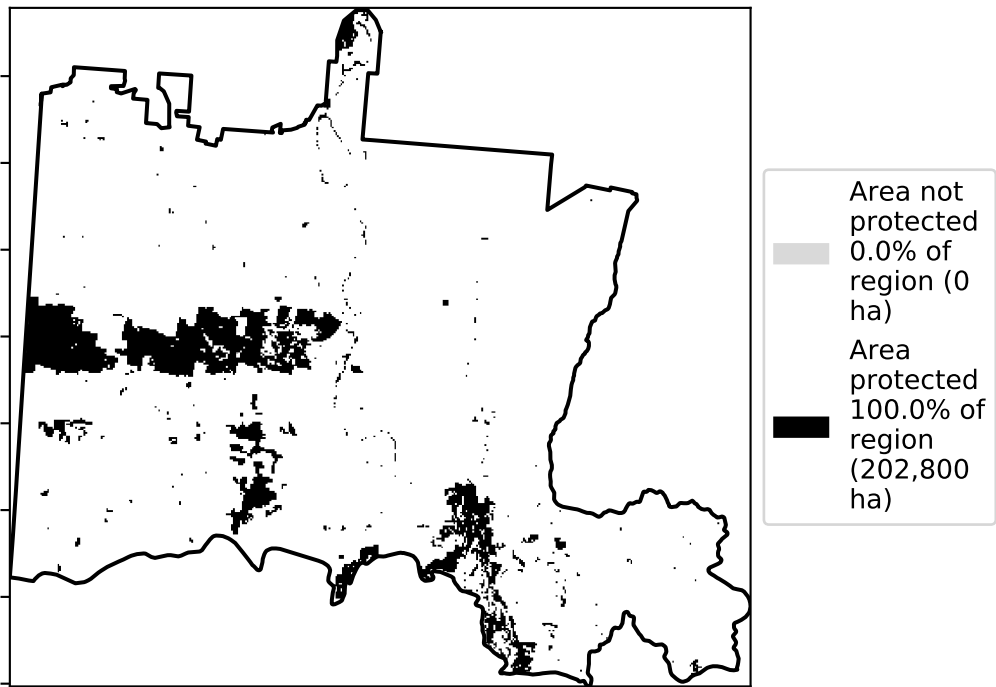 Area not
protected
0.0% of
region (0
ha)
Area
protected
100.0% of
region
(202,800
ha)